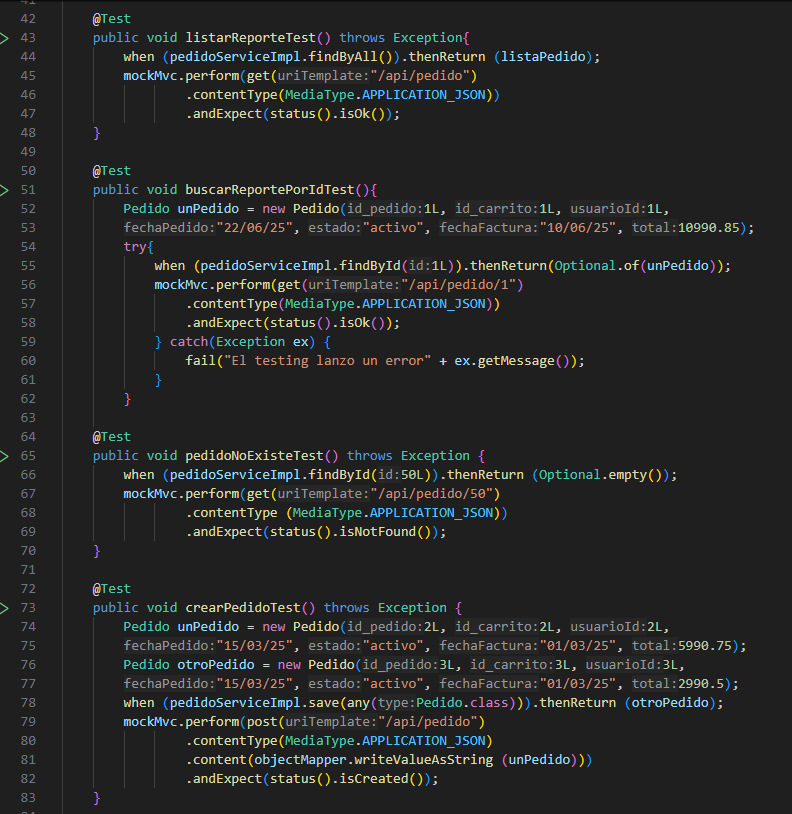 42 @Test
43 public void listarReporteTest() throws Exception{
44 when (pedidoServiceImpl.findByAll()).thenReturn (listaPedido);
45 mockMvc.perform(get(uriTemplate:"/api/pedido")
46 .contentType(MediaType.APPLICATION_JSON))
47 .andExpect(status().isOk());
48 }
49
50 @Test
51 public void buscarReportePorIdTest(){
52 Pedido unPedido = new Pedido(id_pedido:1L, id_carrito:1L, usuarioId:1L,
53 fechaPedido:"22/06/25", estado:"activo", fechaFactura:"10/06/25", total:10990.85);
54 try{
55 when (pedidoServiceImpl.findById(id:1L)).thenReturn(Optional.of(unPedido));
56 mockMvc.perform(get(uriTemplate:"/api/pedido/1")
57 .contentType(MediaType.APPLICATION_JSON))
58 .andExpect(status().isOk());
59 } catch(Exception ex) {
60 fail("El testing lanzo un error" + ex.getMessage());
61 }
62 }
63
64 @Test
65 public void pedidoNoExisteTest() throws Exception {
66 when (pedidoServiceImpl.findById(id:50L)).thenReturn (Optional.empty());
67 mockMvc.perform(get(uriTemplate:"/api/pedido/50")
68 .contentType (MediaType.APPLICATION_JSON))
69 .andExpect(status().isNotFound());
70 }
71
72 @Test
73 public void crearPedidoTest() throws Exception {
74 Pedido unPedido = new Pedido(id_pedido:2L, id_carrito:2L, usuarioId:2L,
75 fechaPedido:"15/03/25", estado:"activo", fechaFactura:"01/03/25", total:5990.75);
76 Pedido otroPedido = new Pedido(id_pedido:3L, id_carrito:3L, usuarioId:3L,
77 fechaPedido:"15/03/25", estado:"activo", fechaFactura:"01/03/25", total:2990.5);
78 when (pedidoServiceImpl.save(any(type:Pedido.class))).thenReturn (otroPedido);
79 mockMvc.perform(post(uriTemplate:"/api/pedido")
80 .contentType(MediaType.APPLICATION_JSON)
81 .content(objectMapper.writeValueAsString (unPedido)))
82 .andExpect(status().isCreated());
83 }